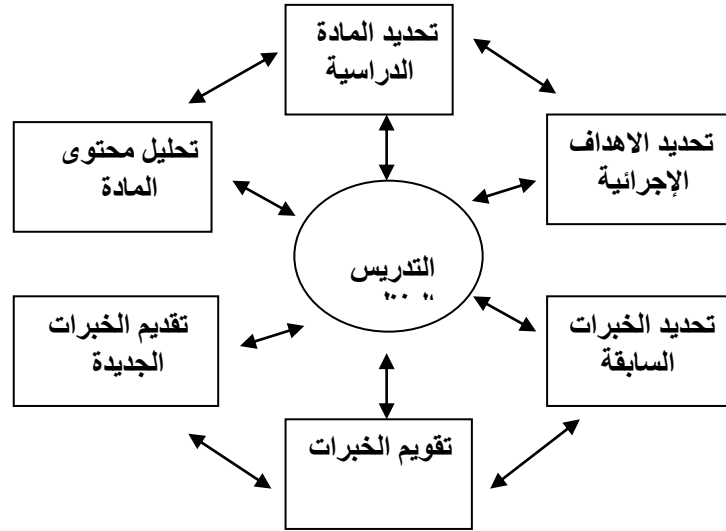 تحديد المادة
الدراسية
تحديد الاهداف
الإجرائية
تحليل محتوى
المادة
التدريس
تحديد الخبرات
السابقة
تقديم الخبرات
الجديدة
تقويم الخبرات